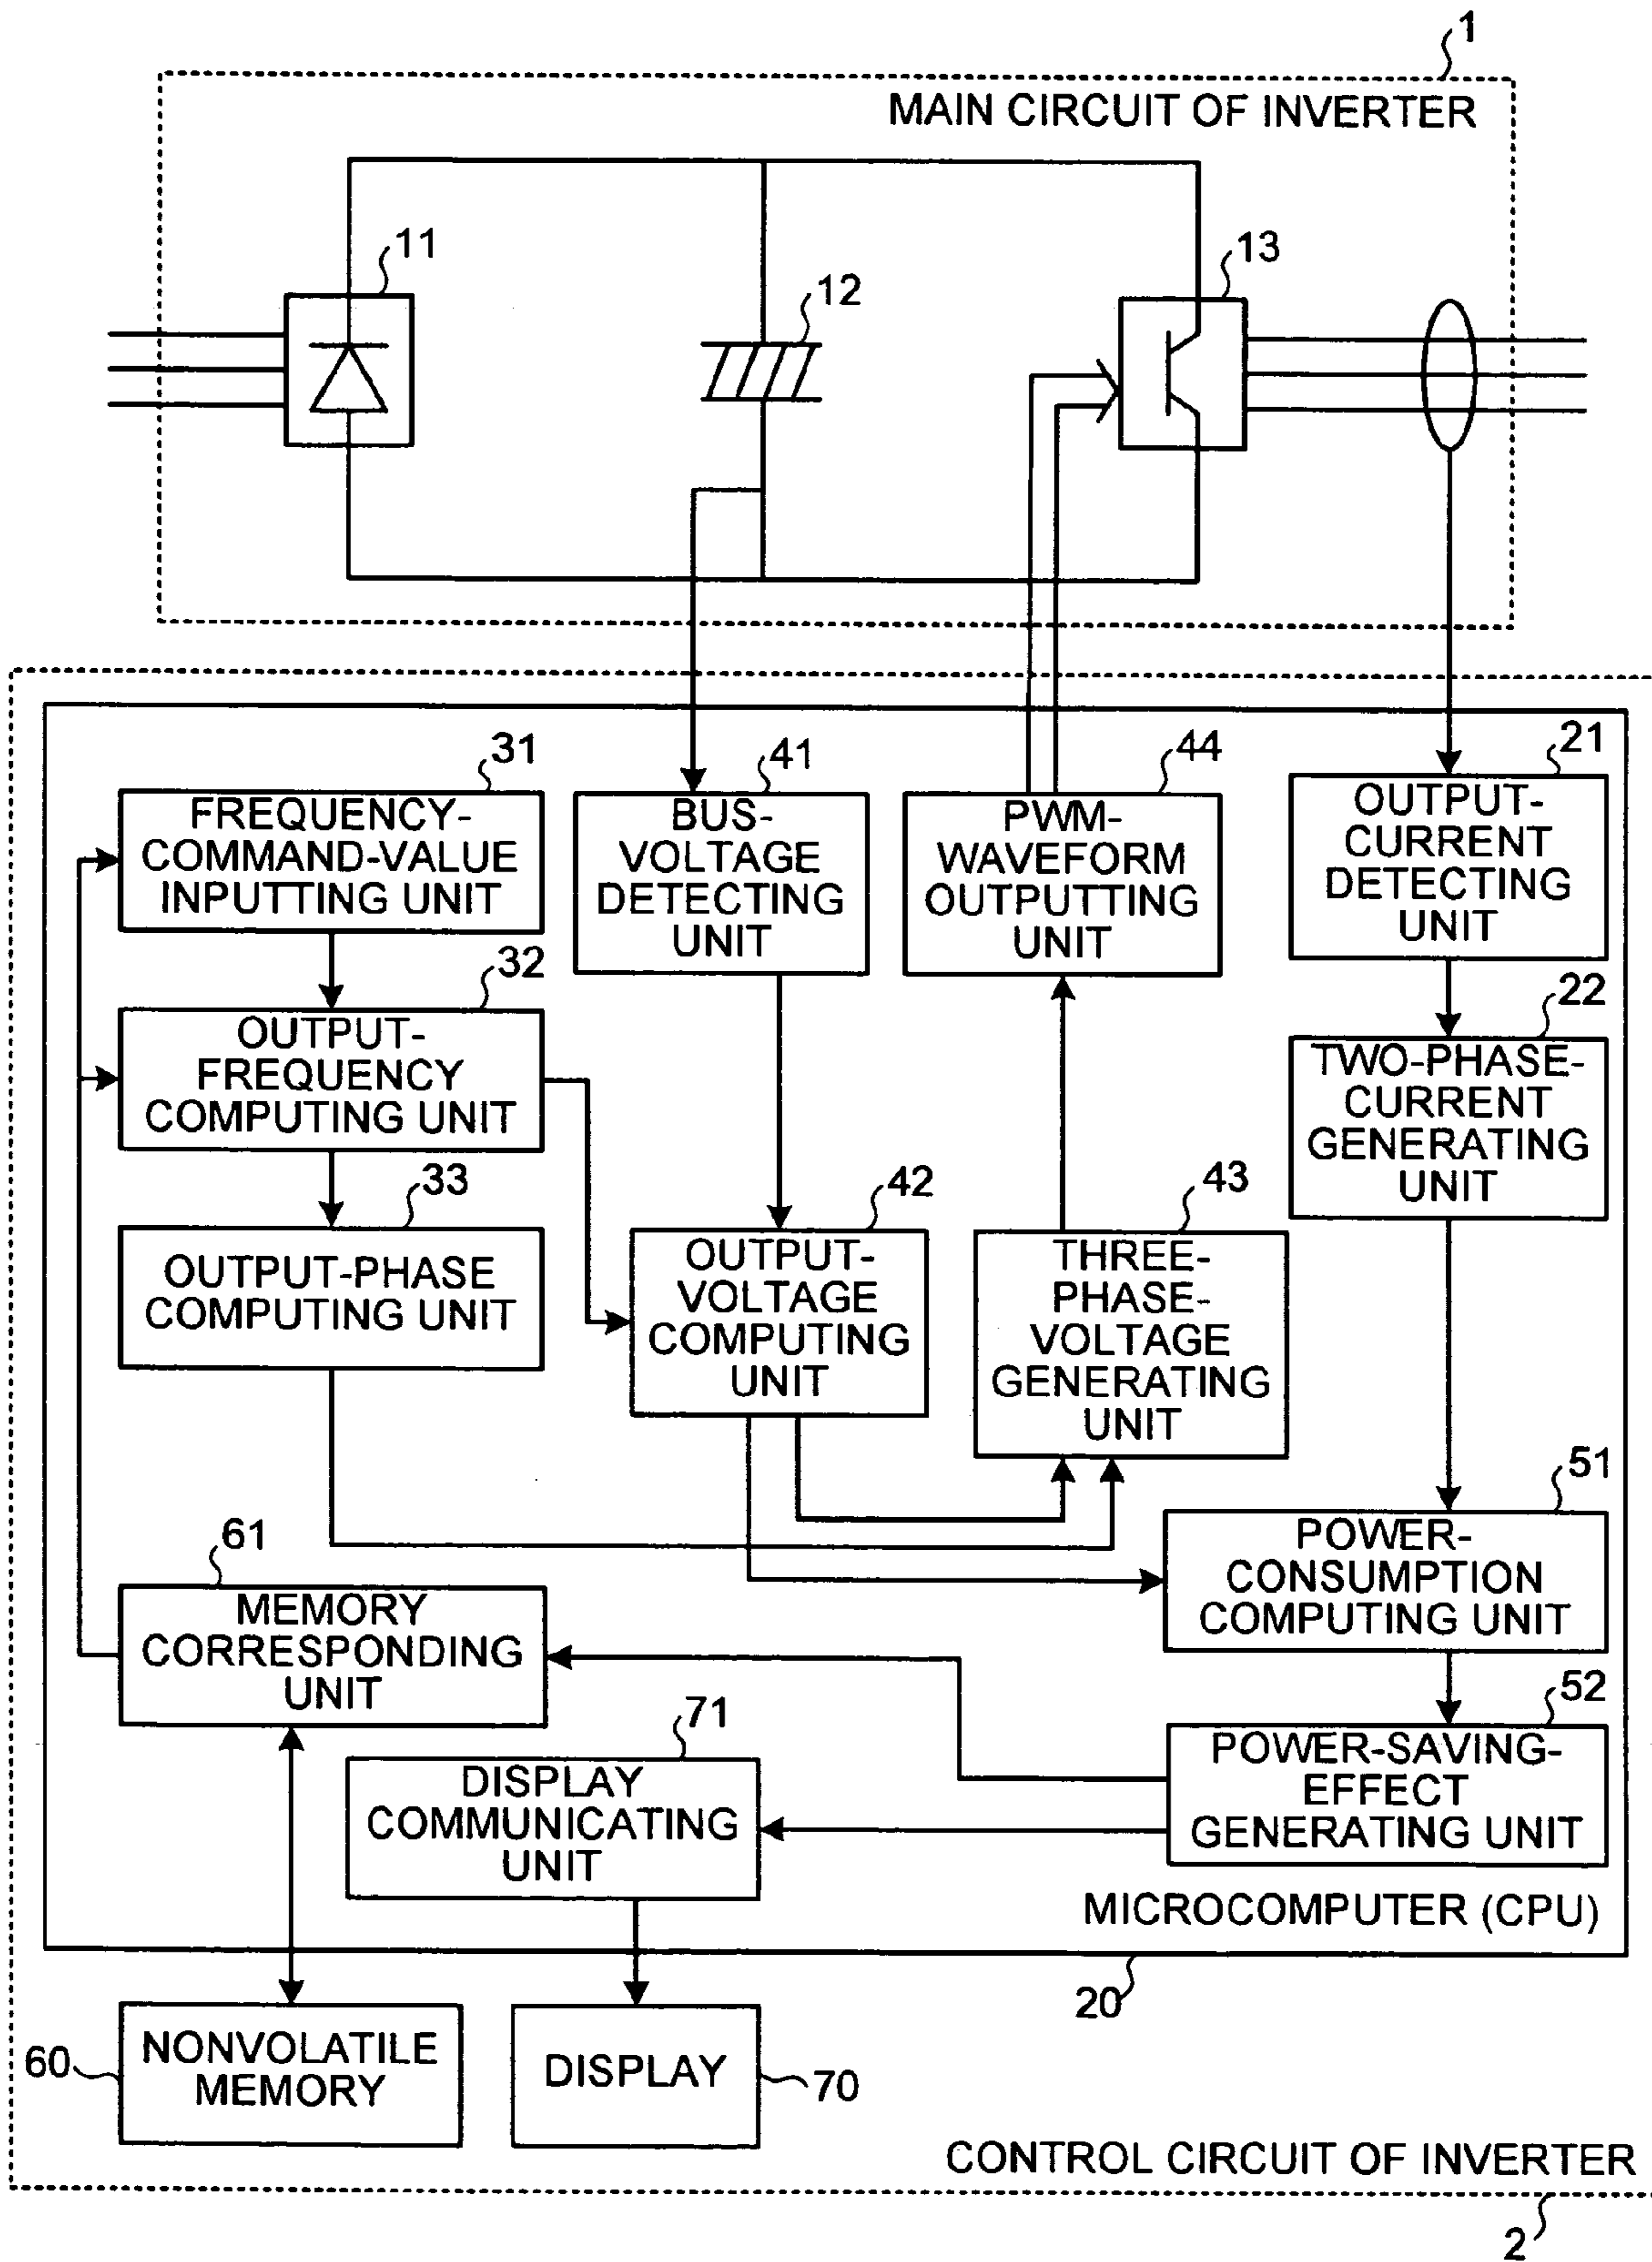 1
MAIN CIRCUIT OF INVERTER
11
12
13
31
FREQUENCY-
COMMAND-VALUE
INPUTTING UNIT
41
BUS-
VOLTAGE
DETECTING
UNIT
44
PWM-
WAVEFORM
OUTPUTTING
UNIT
21
OUTPUT-
CURRENT
DETECTING
UNIT
32
OUTPUT-
FREQUENCY
COMPUTING UNIT
22
TWO-PHASE-
CURRENT
GENERATING
UNIT
33
OUTPUT-PHASE
COMPUTING UNIT
42
OUTPUT-
VOLTAGE
COMPUTING
UNIT
43
THREE-
PHASE-
VOLTAGE
GENERATING
UNIT
51
POWER-
CONSUMPTION
COMPUTING UNIT
61
MEMORY
CORRESPONDING
UNIT
52
POWER-SAVING-
EFFECT
GENERATING UNIT
71
DISPLAY
COMMUNICATING
UNIT
MICROCOMPUTER (CPU)
20
60
NONVOLATILE
MEMORY
DISPLAY
70
CONTROL CIRCUIT OF INVERTER
2